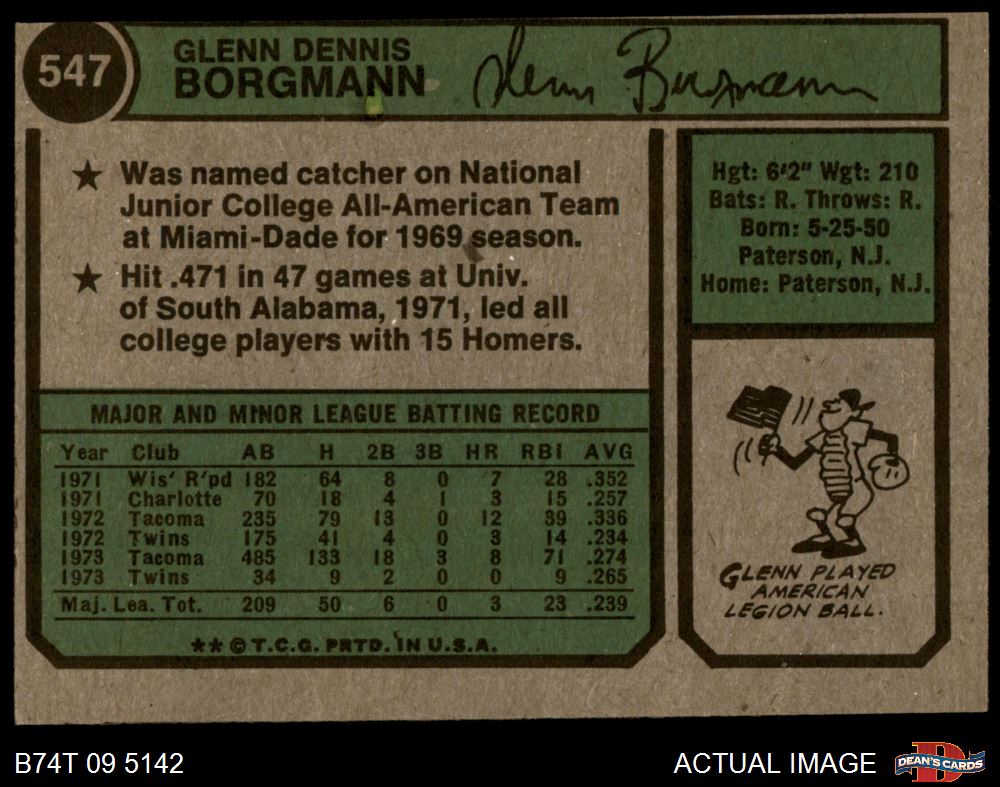 547
GLENN DENNIS
BORGMANN
Glenn Borgmann
★ Was named catcher on National
Junior College All-American Team
at Miami-Dade for 1969 season.
★ Hit .471 in 47 games at Univ.
of South Alabama, 1971, led all
college players with 15 Homers.
Hgt: 6'2" Wgt: 210
Bats: R. Throws: R.
Born: 5-25-50
Paterson, N.J.
Home: Paterson, N.J.
MAJOR AND MINOR LEAGUE BATTING RECORD
Year Club AB H 2B 3B HR RBI AVG
1971 Wis' R'pd 182 64 8 0 7 28 .352
1971 Charlotte 70 18 4 1 3 15 .257
1972 Tacoma 235 79 13 0 12 39 .336
1972 Twins 175 41 4 0 3 14 .234
1973 Tacoma 485 133 18 3 8 71 .274
1973 Twins 34 9 2 0 0 9 .265
Maj. Lea. Tot. 209 50 6 0 3 23 .239
** © T.C.G. PRTD. IN U.S.A.
GLENN PLAYED
AMERICAN
LEGION BALL.
B74T 09 5142
ACTUAL IMAGE
DEAN'S CARDS